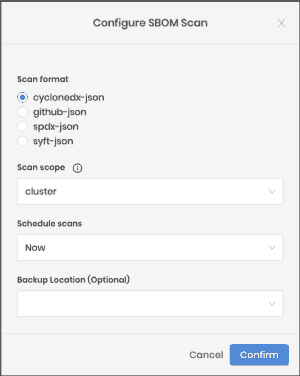 Configure SBOM Scan
Scan format
cyclonedx-json
github-json
spdx-json
syft-json
Scan scope
cluster
Schedule scans
Now
Backup Location (Optional)
Cancel
Confirm